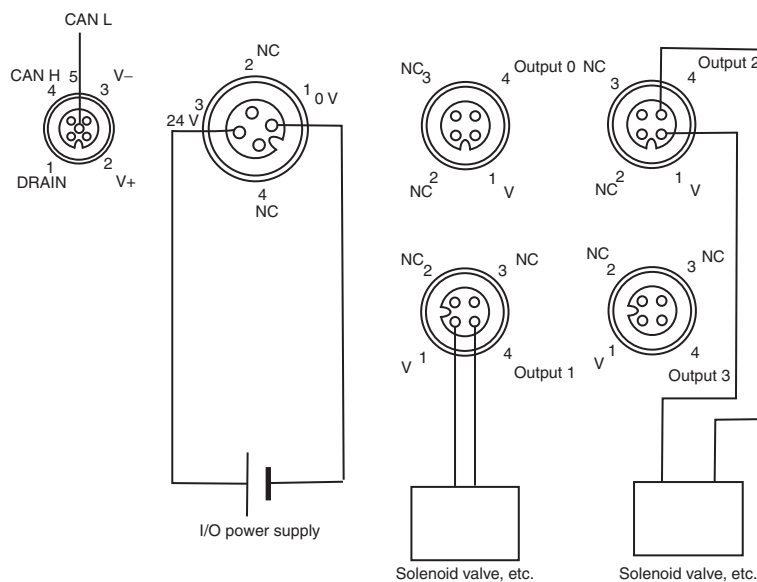 CAN L
CAN H 5 V–
4 3
1 2
DRAIN V+
NC
2
3 1 0 V
24 V
4
NC
I/O power supply
NC 3 4 Output 0
NC 2 1 V
NC 3 4 Output 2
NC 2 1 V
NC 2 3 NC
V 1 4 Output 1
NC 2 3 NC
V 1 4 Output 3
Solenoid valve, etc.
Solenoid valve, etc.